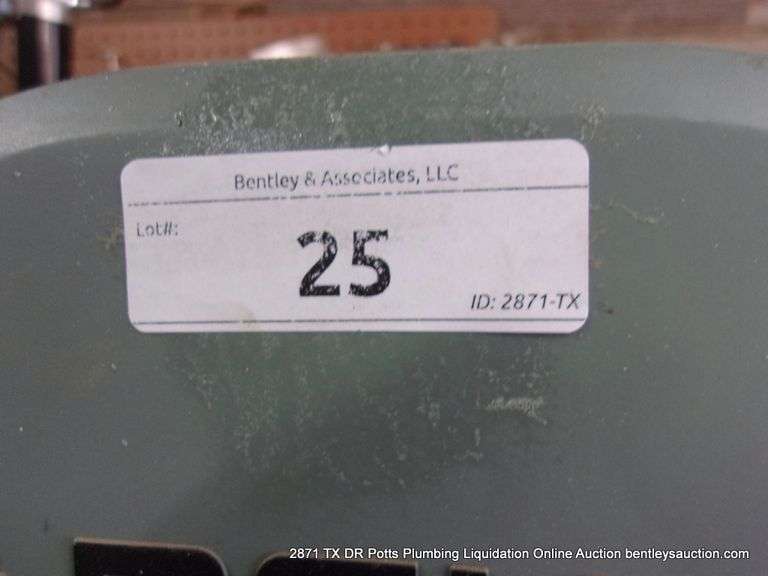 Bentley & Associates, LLC
Lot#:
25
ID: 2871-TX
2871 TX DR Potts Plumbing Liquidation Online Auction bentleysauction.com